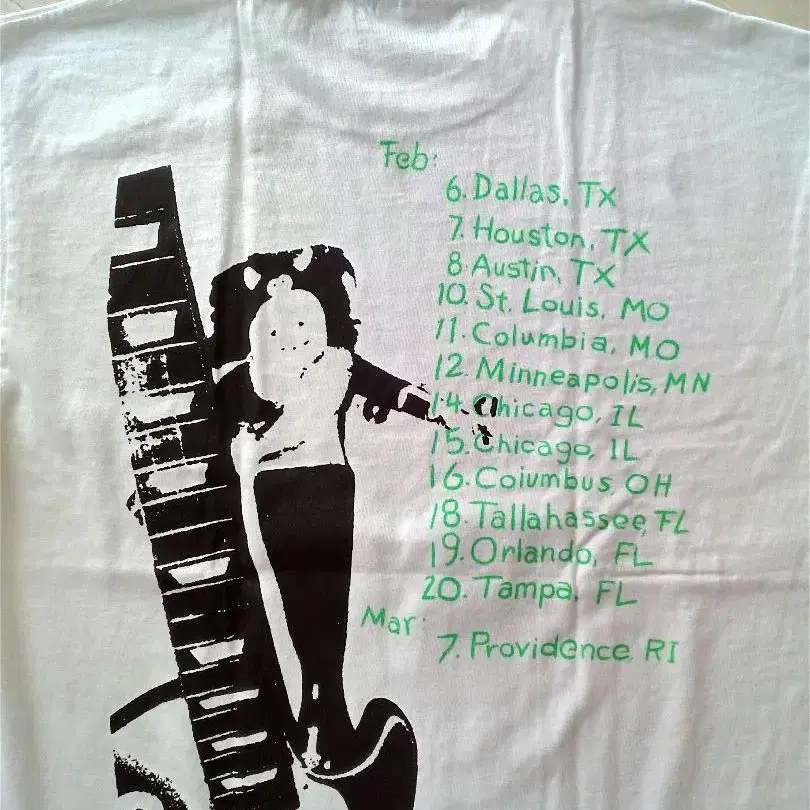 Feb:
6. Dallas, TX
7. Houston, TX
8. Austin, TX
10. St. Louis, MO
11. Columbia, MO
12. Minneapolis, MN
14. Chicago, IL
15. Chicago, IL
16. Columbus, OH
18. Tallahassee, FL
19. Orlando, FL
20. Tampa, FL
Mar:
7. Providence, RI